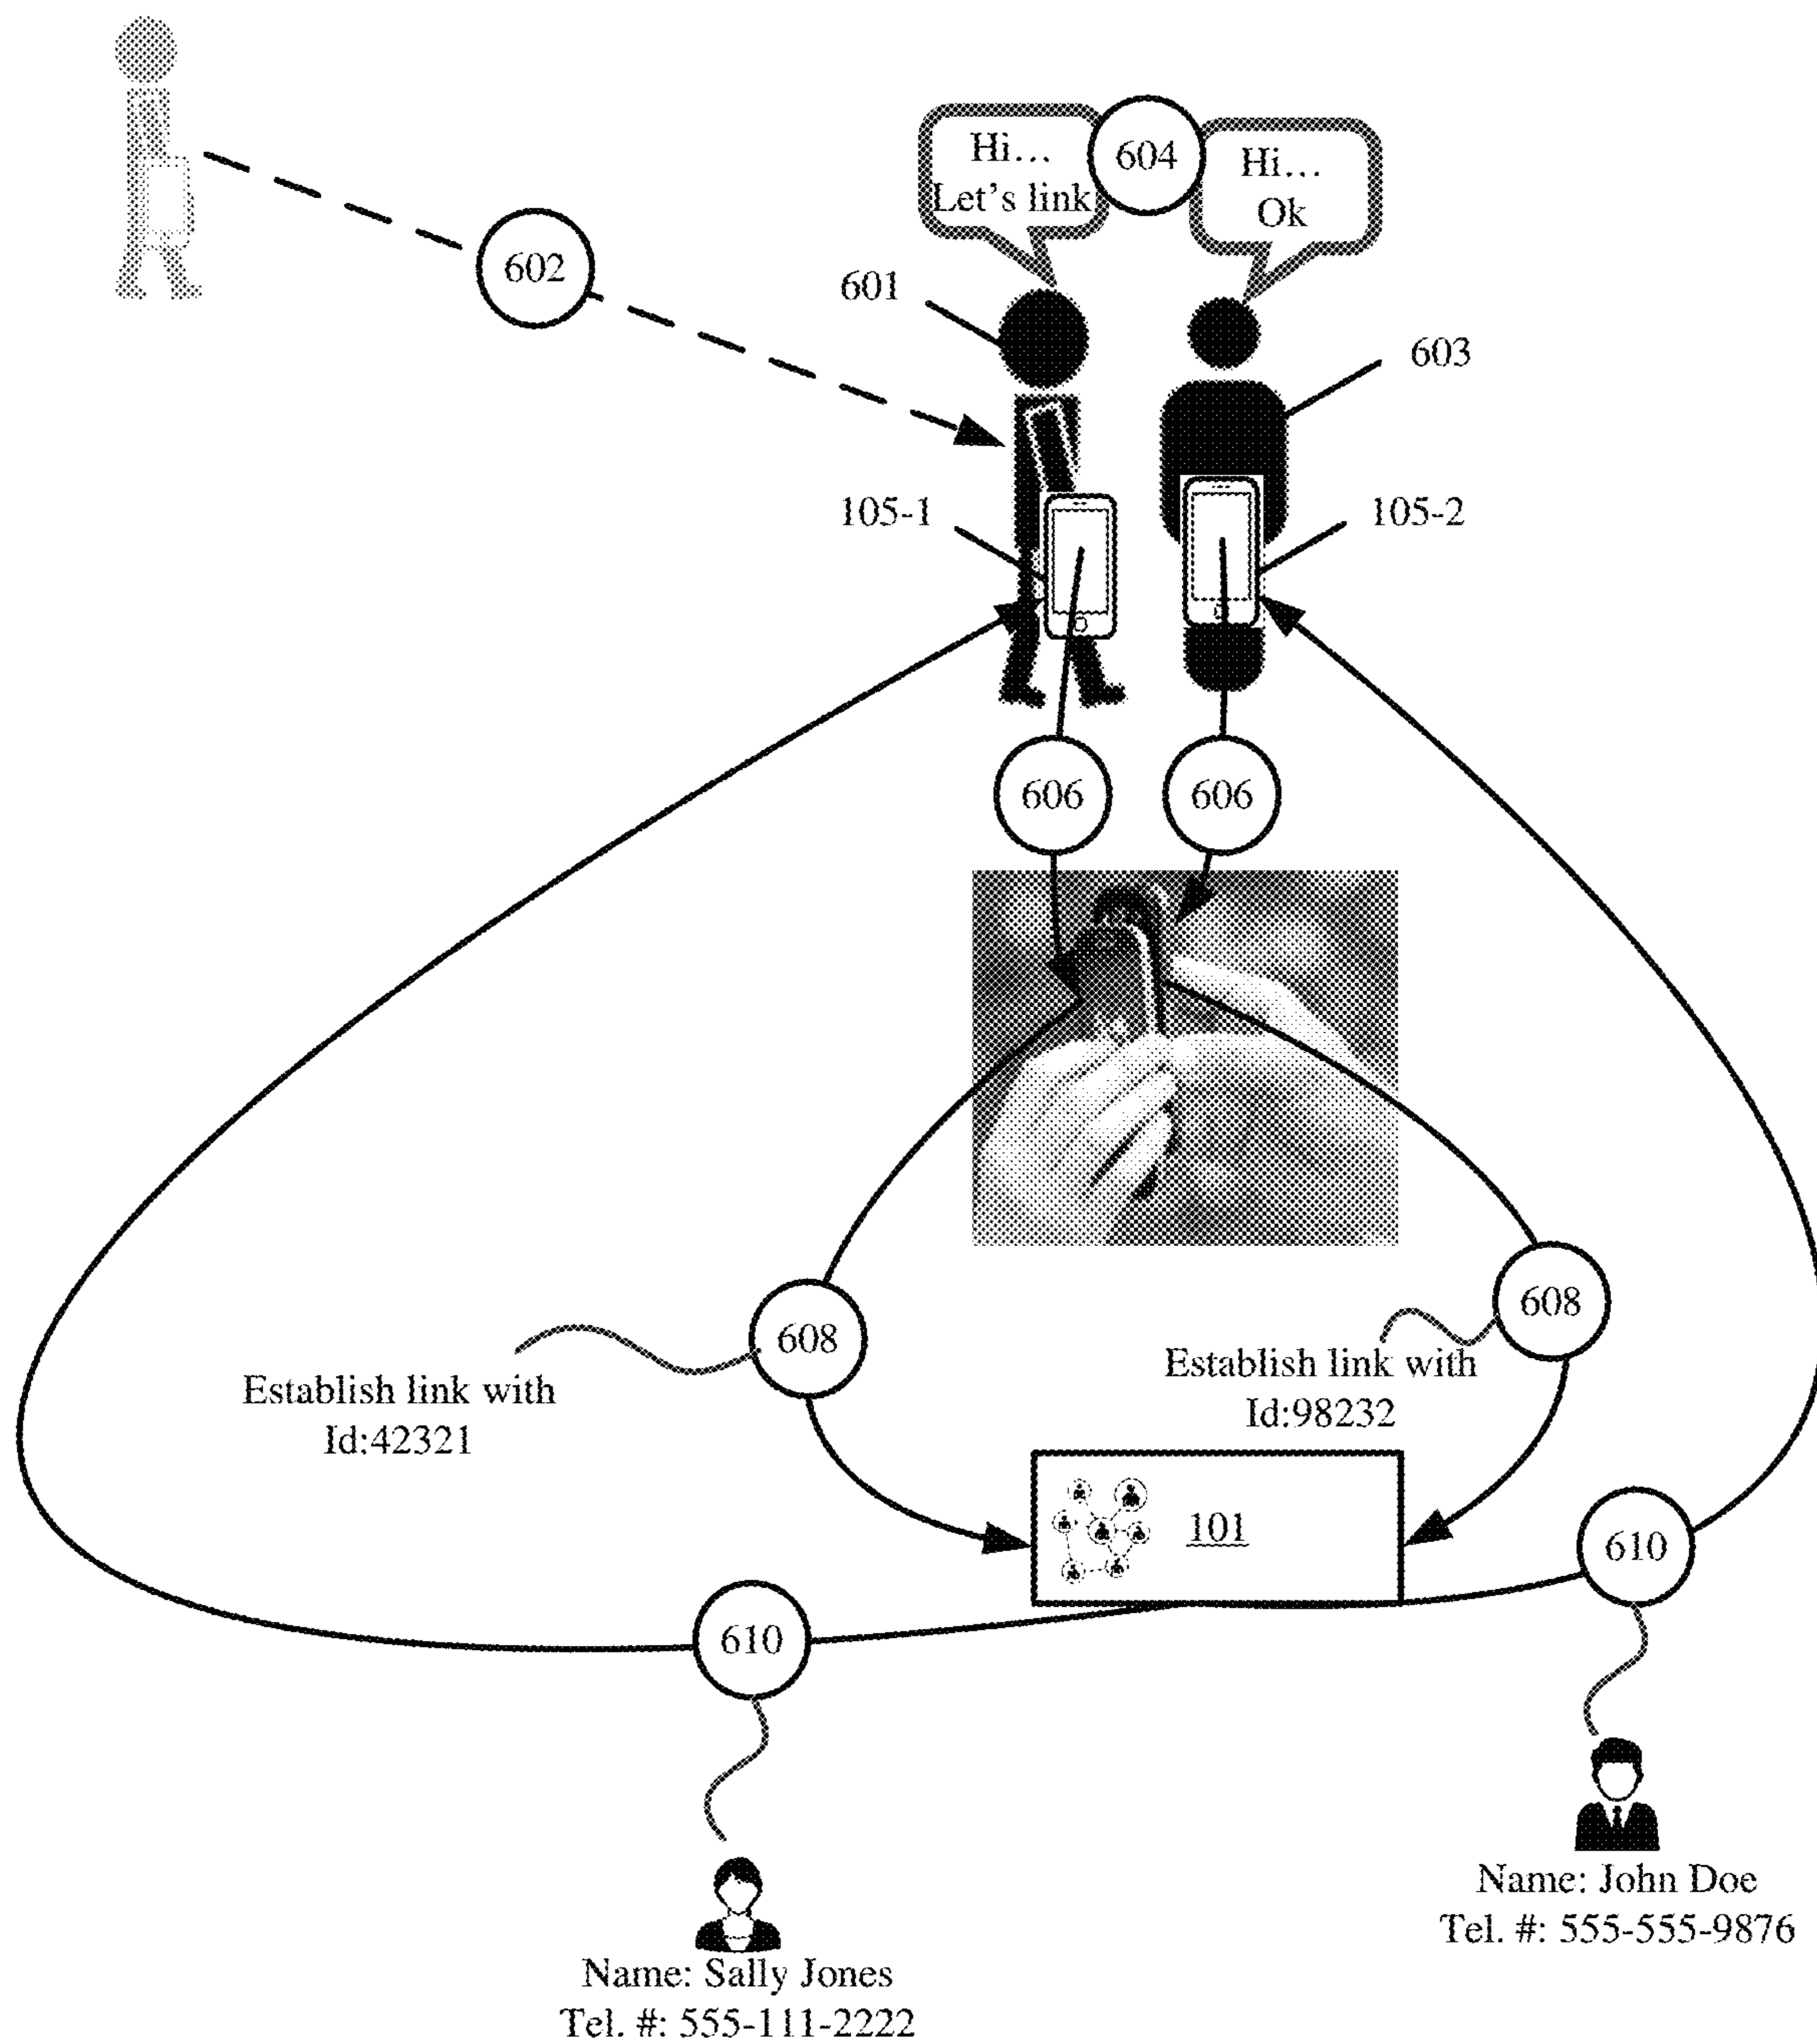 Hi...
Let's link
604
Hi...
Ok
602
601
603
105-1
105-2
606
606
608
608
Establish link with
Id:42321
Establish link with
Id:98232
101
610
610
Name: John Doe
Tel. #: 555-555-9876
Name: Sally Jones
Tel. #: 555-111-2222